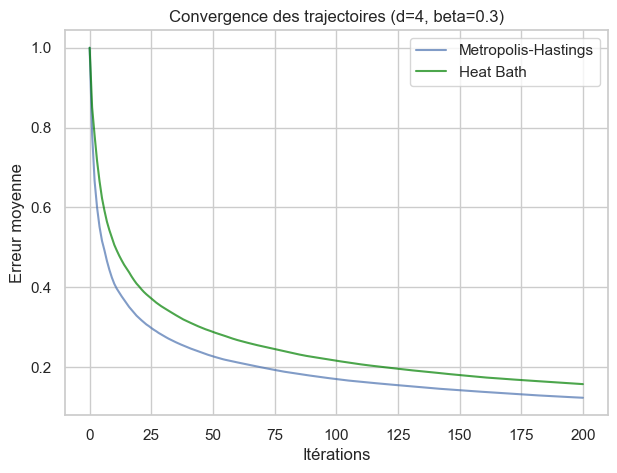 Convergence des trajectoires (d=4, beta=0.3)
Metropolis-Hastings
Heat Bath
Erreur moyenne
1.0
0.8
0.6
0.4
0.2
0
25
50
75
100
125
150
175
200
Itérations